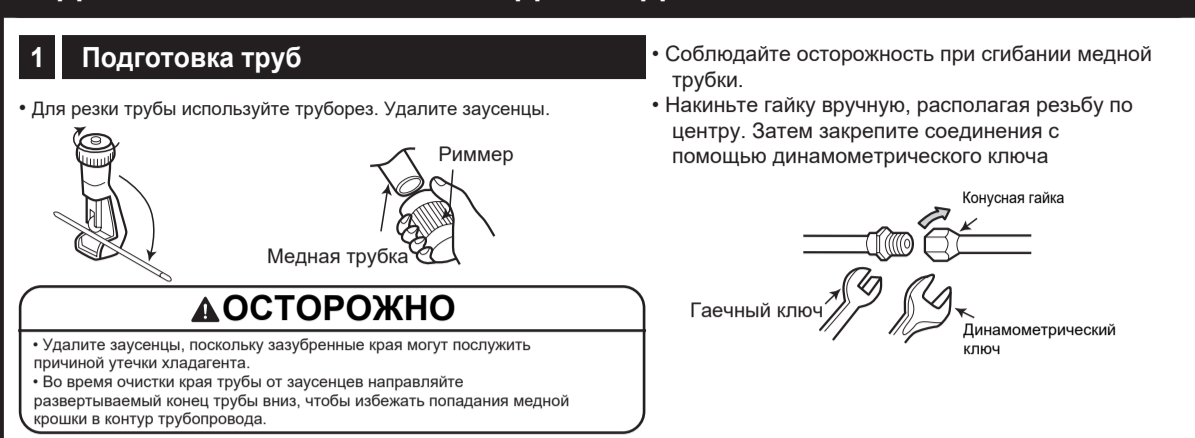 1 Подготовка труб
• Для резки трубы используйте труборез. Удалите заусенцы.
Риммер
Медная трубка
ОСТОРОЖНО
• Удалите заусенцы, поскольку зазубренные края могут послужить
причиной утечки хладагента.
• Во время очистки края трубы от заусенцев направляйте
развертываемый конец трубы вниз, чтобы избежать попадания медной
крошки в контур трубопровода.
• Соблюдайте осторожность при сгибании медной
трубки.
• Накиньте гайку вручную, располагая резьбу по
центру. Затем закрепите соединения с
помощью динамометрического ключа
Конусная гайка
Гаечный ключ
Динамометрический
ключ